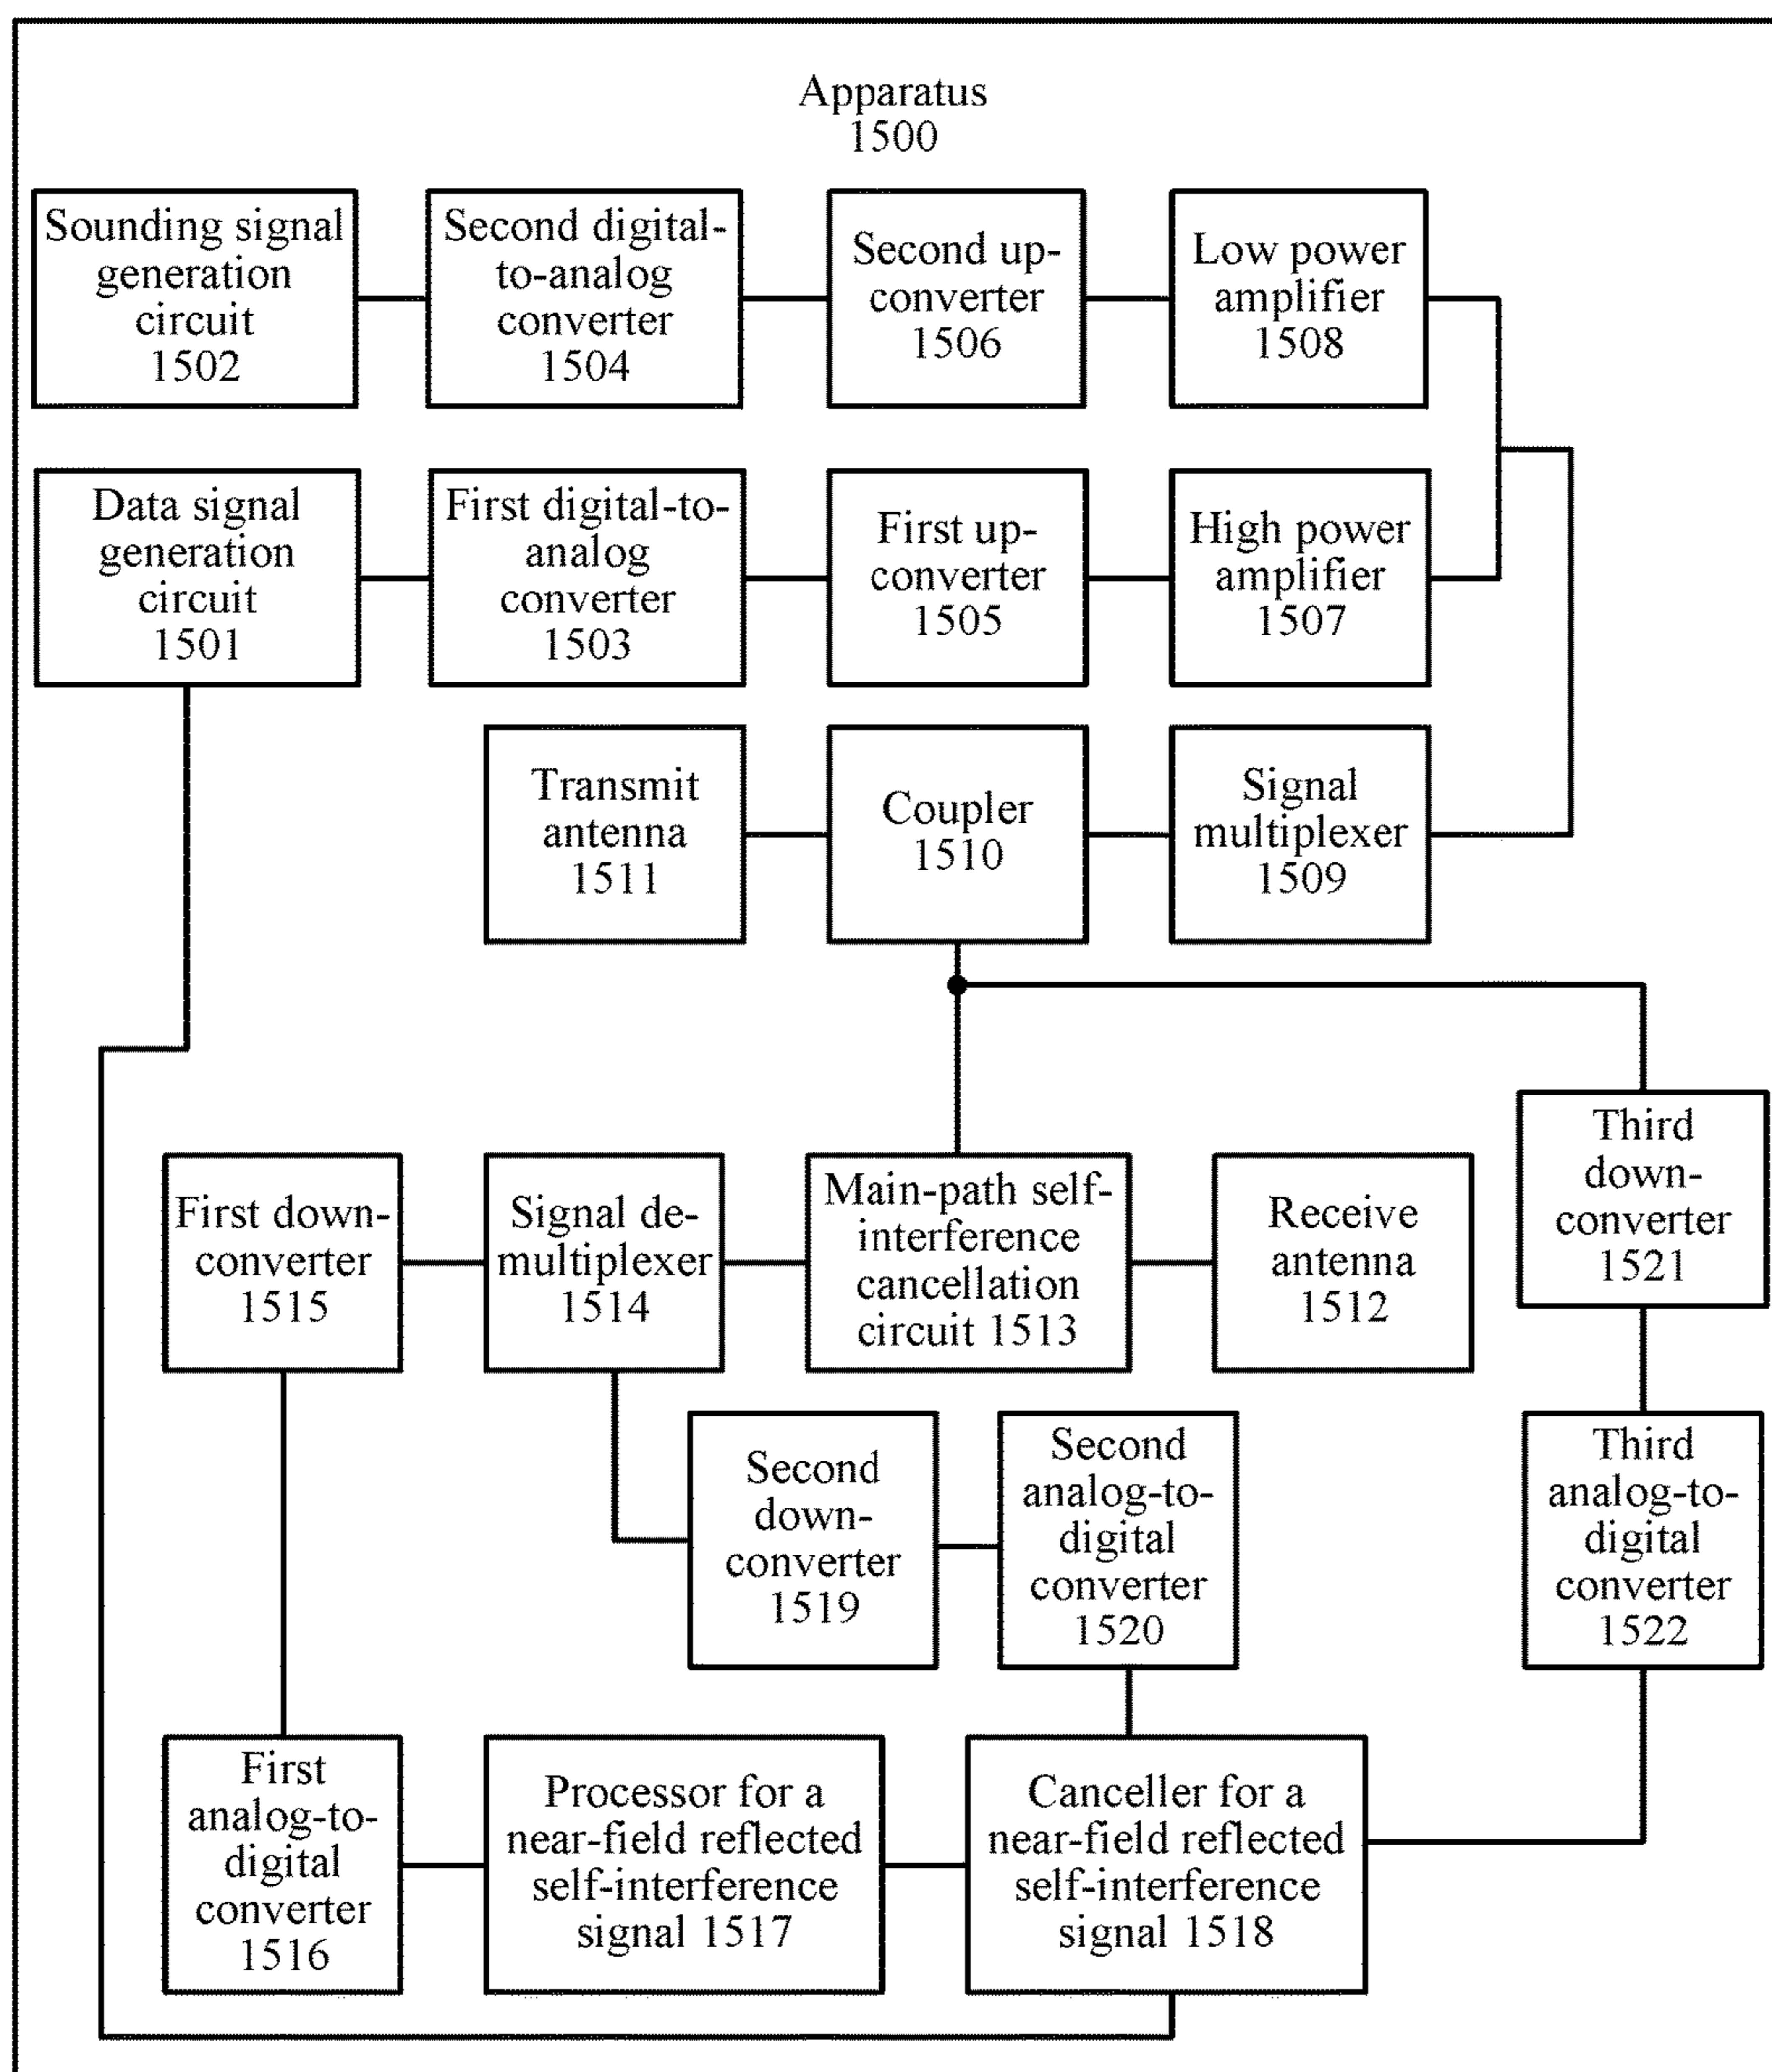 Apparatus
1500
Sounding signal
generation
circuit
1502
Second digital-
to-analog
converter
1504
Second up-
converter
1506
Low power
amplifier
1508
Data signal
generation
circuit
1501
First digital-to-
analog
converter
1503
First up-
converter
1505
High power
amplifier
1507
Transmit
antenna
1511
Coupler
1510
Signal
multiplexer
1509
First down-
converter
1515
Signal de-
multiplexer
1514
Main-path self-
interference
cancellation
circuit 1513
Receive
antenna
1512
Third
down-
converter
1521
Second
down-
converter
1519
Second
analog-to-
digital
converter
1520
Third
analog-to-
digital
converter
1522
First
analog-to-
digital
converter
1516
Processor for a
near-field reflected
self-interference
signal 1517
Canceller for a
near-field reflected
self-interference
signal 1518